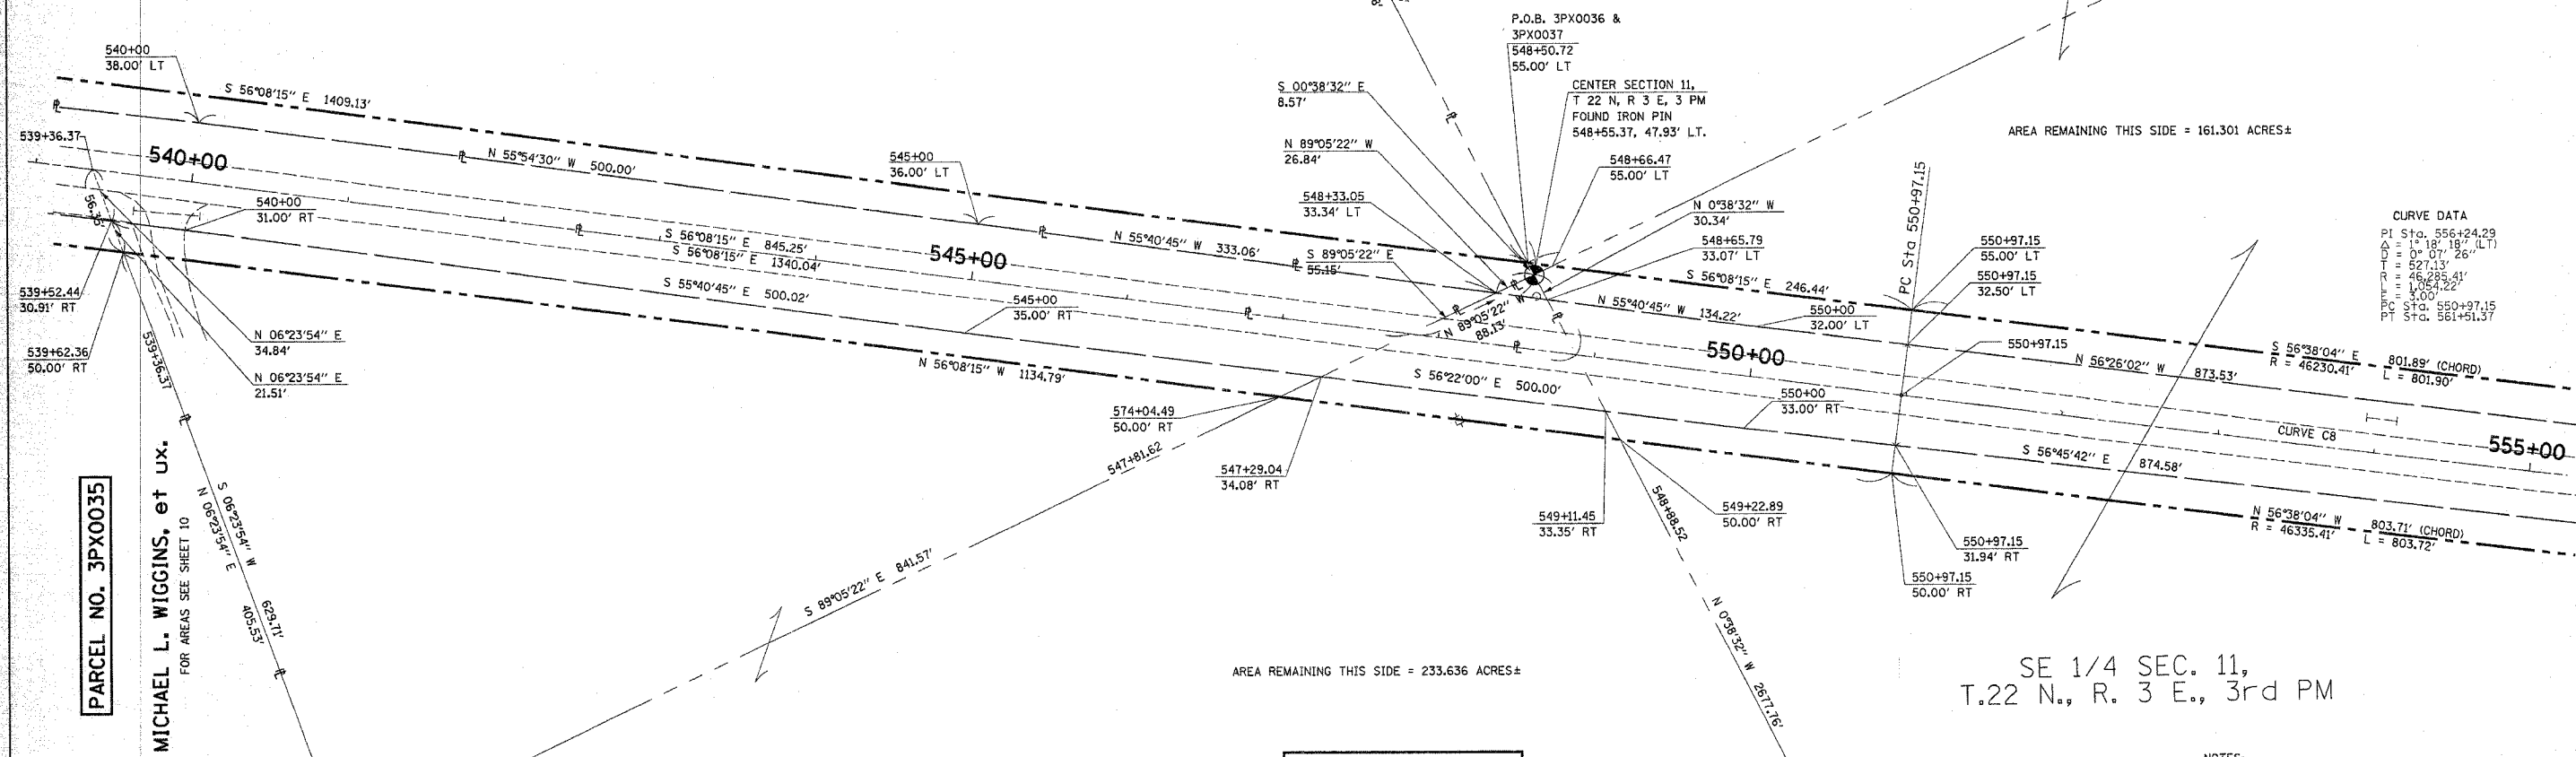 P.O.B. 3PX0036 &
3PX0037
548+50.72
55.00' LT
540+00
38.00' LT
S 56°08'15" E 1409.13'
S 00°38'32" E
8.57'
CENTER SECTION 11,
T 22 N, R 3 E, 3 PM
FOUND IRON PIN
548+55.37, 47.93' LT.
AREA REMAINING THIS SIDE = 161.301 ACRES±
539+36.37
540+00
N 55°54'30" W 500.00'
545+00
36.00' LT
N 89°05'22" W
26.84'
548+66.47
55.00' LT
548+33.05
33.34' LT
N 0°38'32" W
30.34'
PC Sta 550+97.15
540+00
31.00' RT
S 56°08'15" E 845.25'
S 56°08'15" E 1340.04'
545+00
N 55°40'45" W 333.06'
S 89°05'22" E
55.15'
548+65.79
33.07' LT
S 56°08'15" E 246.44'
550+97.15
55.00' LT
550+97.15
32.50' LT
CURVE DATA
PI Sta. 556+24.29
Δ = 1° 18' 18" (LT)
D = 0° 07' 26"
T = 527.13'
R = 46,285.41'
L = 1,054.22'
E = 3.00'
PC Sta. 550+97.15
PT Sta. 561+51.37
539+52.44
30.91' RT
S 55°40'45" E 500.02'
545+00
35.00' RT
N 89°05'22" W
88.13'
N 55°40'45" W 134.22'
550+00
32.00' LT
550+00
550+97.15
N 56°26'02" W 873.53'
S 56°38'04" E 801.89' (CHORD)
R = 46230.41' L = 801.90'
539+62.36
50.00' RT
539+36.37
N 06°23'54" E
34.84'
N 06°23'54" E
21.51'
N 56°08'15" W 1134.79'
S 56°22'00" E 500.00'
550+00
33.00' RT
574+04.49
50.00' RT
CURVE C8
555+00
S 56°45'42" E 874.58'
547+81.62
547+29.04
34.08' RT
549+11.45
33.35' RT
548+88.52
549+22.89
50.00' RT
550+97.15
31.94' RT
550+97.15
50.00' RT
N 56°38'04" W 803.71' (CHORD)
R = 46335.41' L = 803.72'
PARCEL NO. 3PX0035
MICHAEL L. WIGGINS, et ux.
FOR AREAS SEE SHEET 10
S 06°23'54" W 629.71'
N 06°23'54" E 405.53'
S 89°05'22" E 841.57'
N 0°38'32" W 2677.76'
AREA REMAINING THIS SIDE = 233.636 ACRES±
SE 1/4 SEC. 11,
T.22 N., R. 3 E., 3rd PM